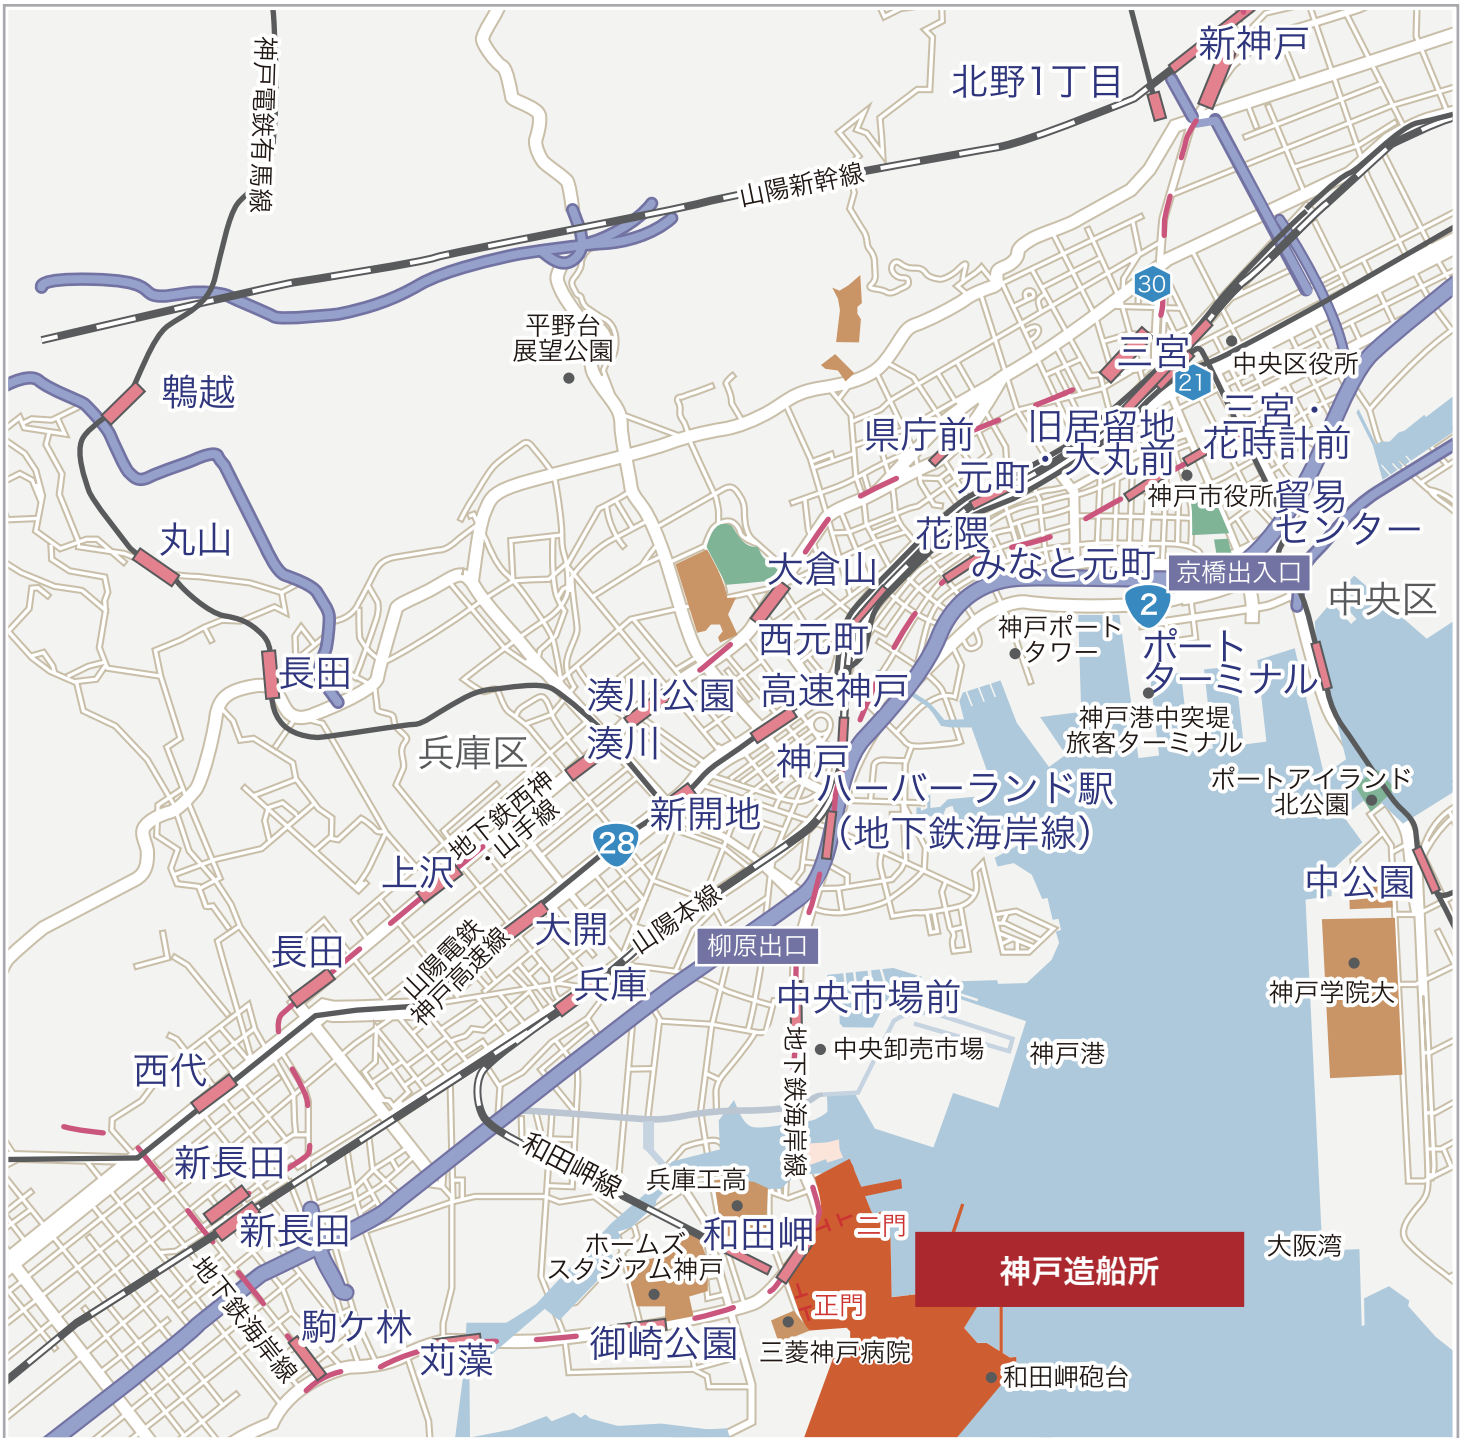 新神戸
北野1丁目
神戸電鉄有馬線
山陽新幹線
30
平野台
展望公園
三宮
中央区役所
21
鵯越
三宮・
花時計前
県庁前
旧居留地
・大丸前
元町
神戸市役所
貿易
センター
丸山
花隈
みなと元町
大倉山
京橋出入口
中央区
2
神戸ポート
タワー
西元町
ポート
ターミナル
長田
湊川公園
高速神戸
神戸港中突堤
旅客ターミナル
兵庫区
湊川
神戸
ハーバーランド駅
(地下鉄海岸線)
ポートアイランド
北公園
新開地
地下鉄西神
・山手線
28
上沢
中公園
山陽本線
大開
山陽電鉄
神戸高速線
柳原出口
長田
兵庫
中央市場前
神戸学院大
中央卸売市場
神戸港
西代
地下鉄海岸線
新長田
和田岬線
兵庫工高
新長田
和田岬
二門
ホームズ
スタジアム神戸
神戸造船所
大阪湾
地下鉄海岸線
正門
駒ケ林
御崎公園
三菱神戸病院
苅藻
和田岬砲台